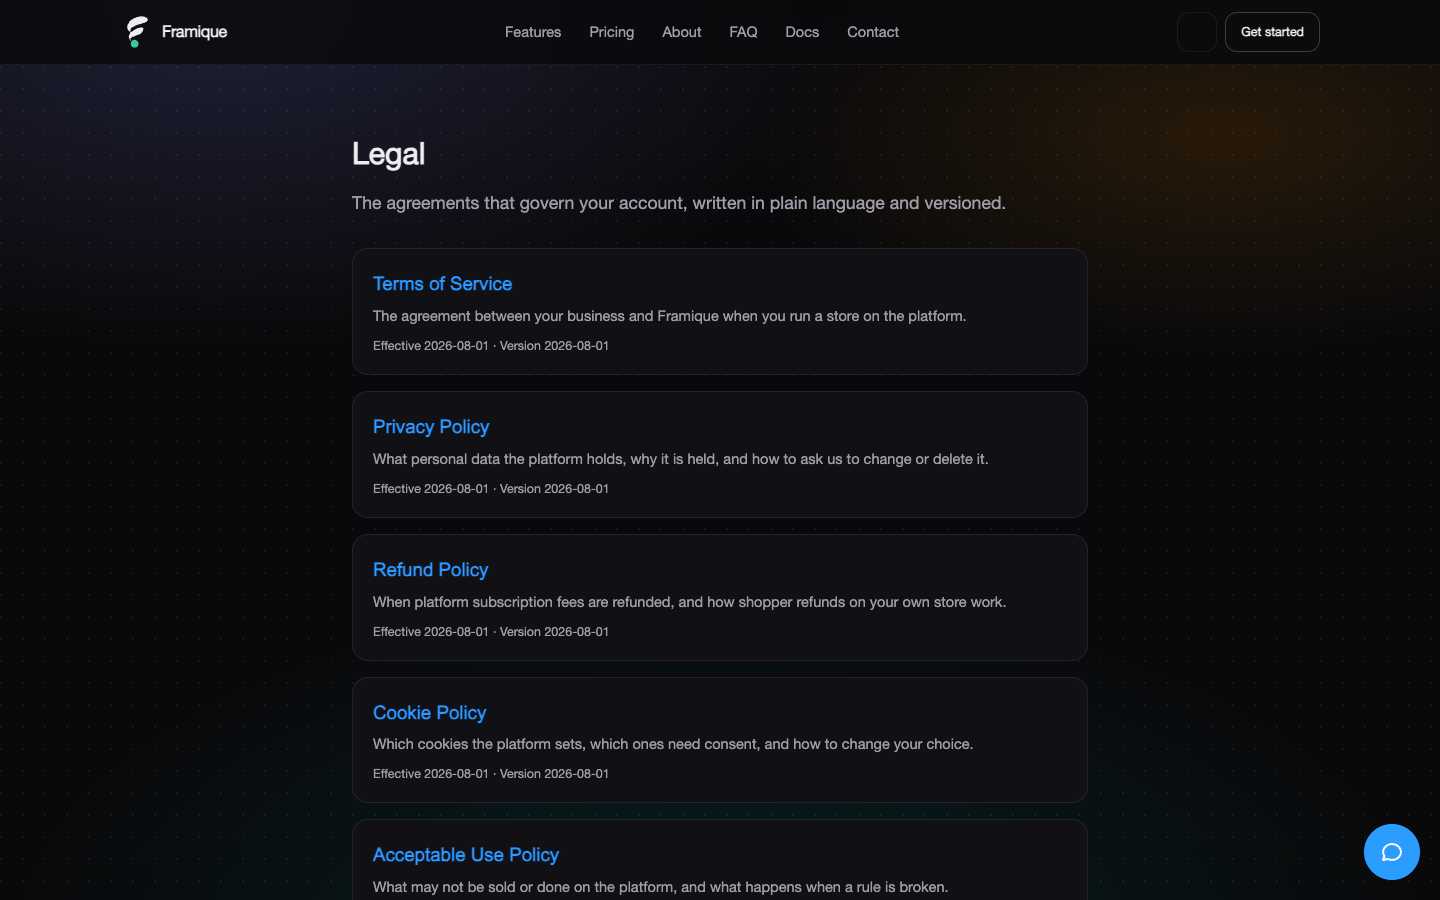 Framique
Features
Pricing
About
FAQ
Docs
Contact
Get started
Legal
The agreements that govern your account, written in plain language and versioned.
Terms of Service
The agreement between your business and Framique when you run a store on the platform.
Effective 2026-08-01 · Version 2026-08-01
Privacy Policy
What personal data the platform holds, why it is held, and how to ask us to change or delete it.
Effective 2026-08-01 · Version 2026-08-01
Refund Policy
When platform subscription fees are refunded, and how shopper refunds on your own store work.
Effective 2026-08-01 · Version 2026-08-01
Cookie Policy
Which cookies the platform sets, which ones need consent, and how to change your choice.
Effective 2026-08-01 · Version 2026-08-01
Acceptable Use Policy
What may not be sold or done on the platform, and what happens when a rule is broken.